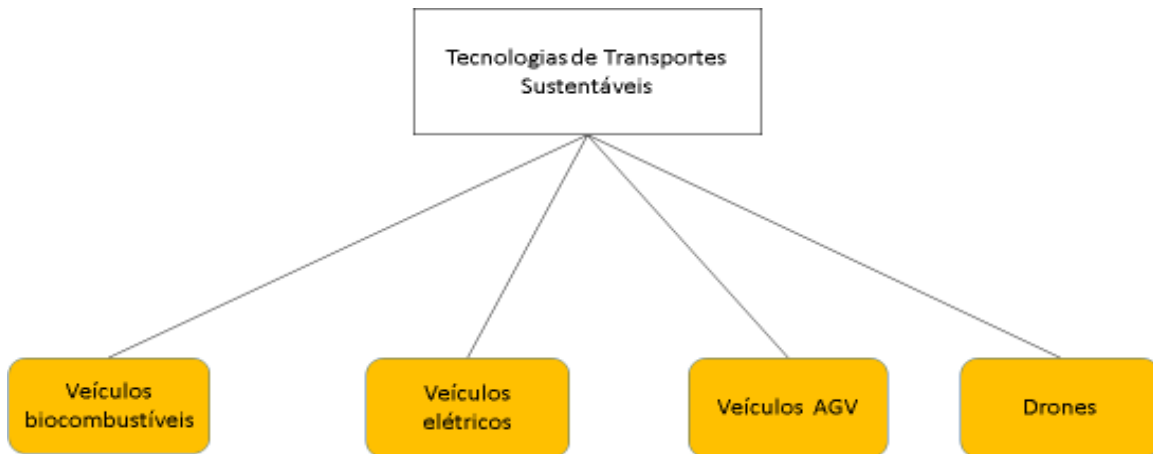 Tecnologias de Transportes
Sustentáveis
Veículos
biocombustíveis
Veículos
elétricos
Veículos AGV
Drones